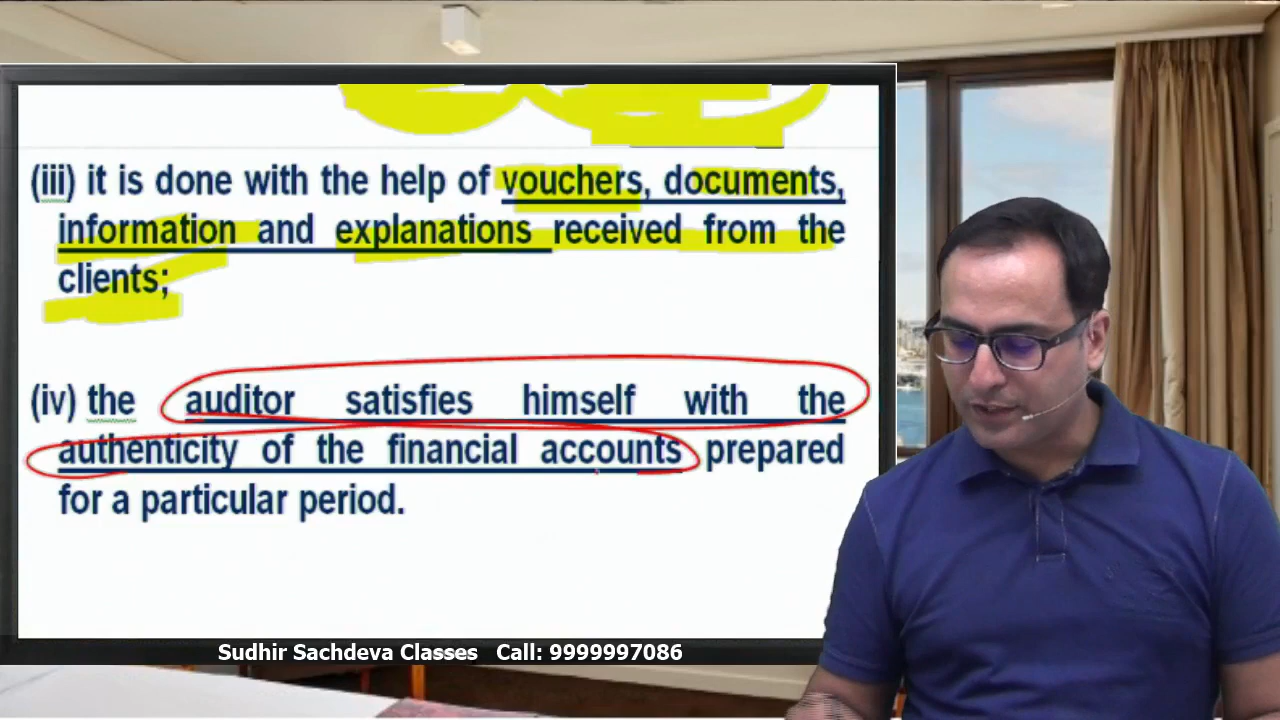 (iii) it is done with the help of vouchers, documents,
information and explanations received from the
clients;
(iv) the auditor satisfies himself with the
authenticity of the financial accounts prepared
for a particular period.
Sudhir Sachdeva Classes Call: 9999997086